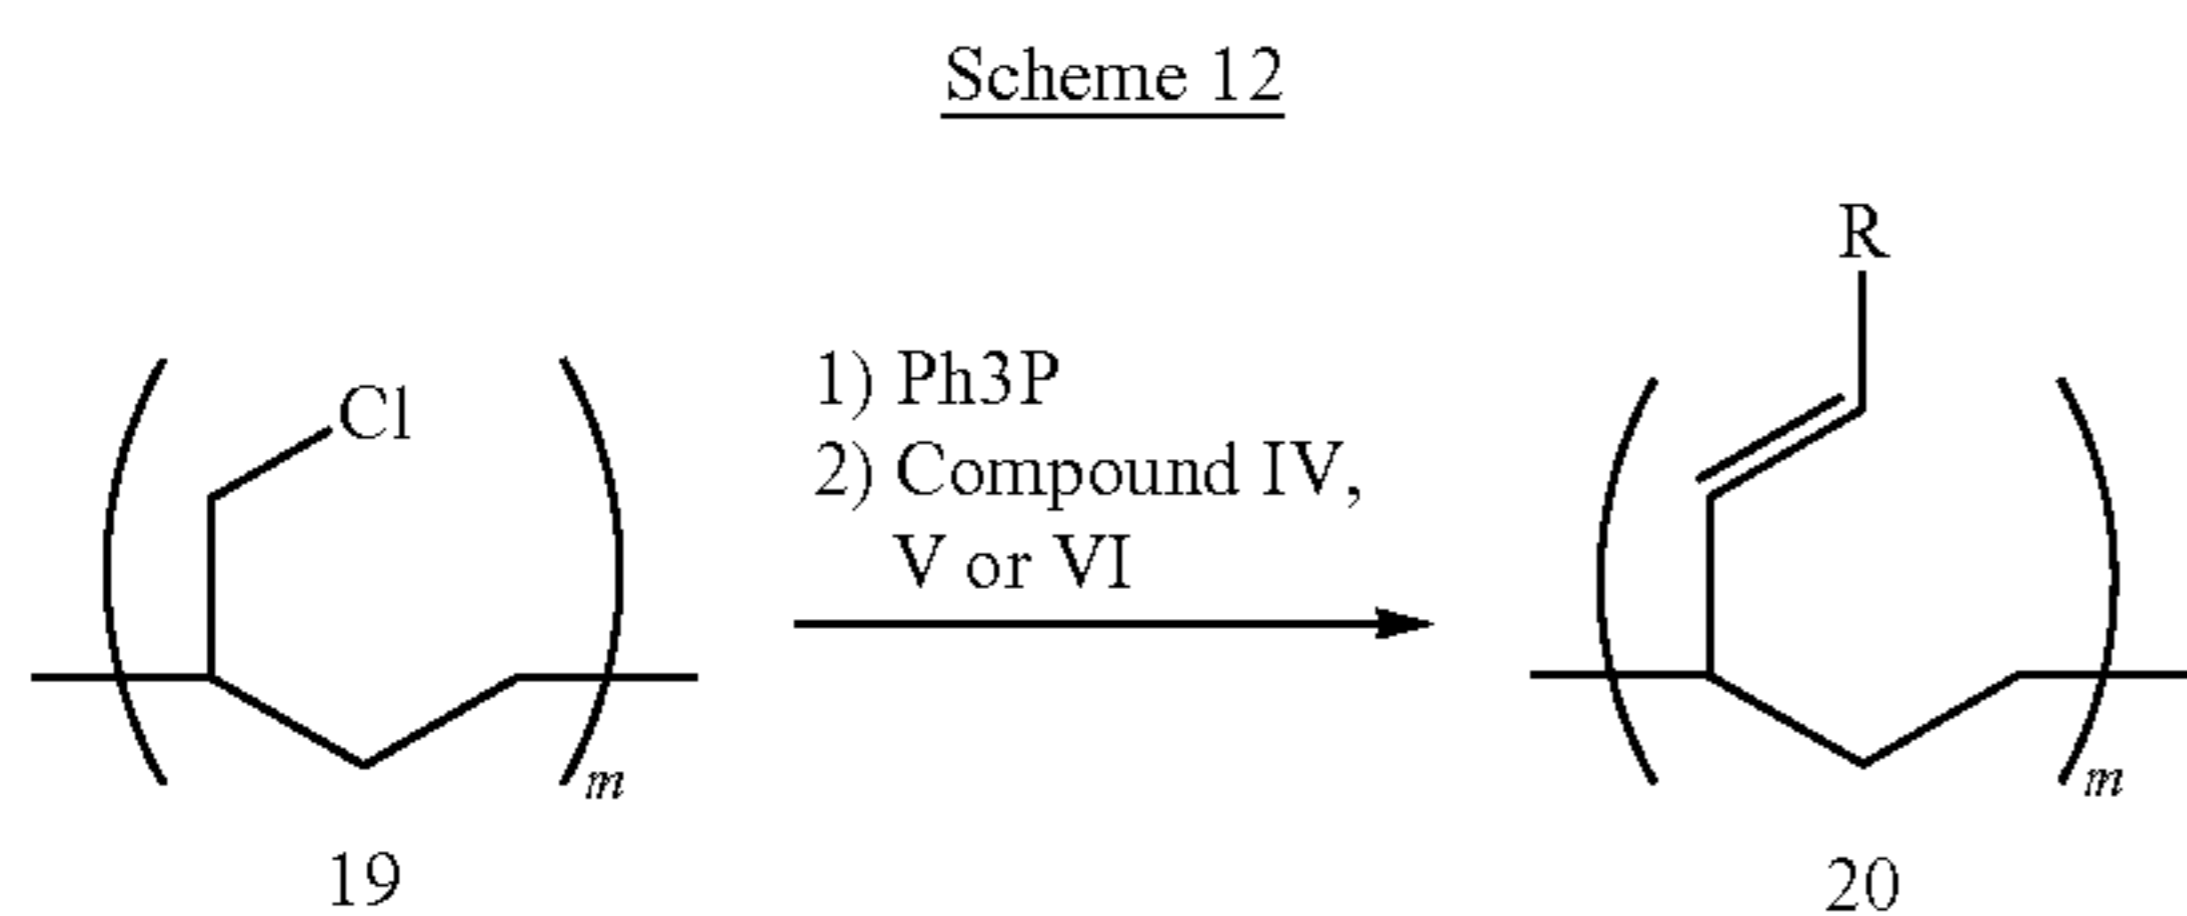 Scheme 12
R
Cl
1) Ph3P
2) Compound IV,
V or VI
m
m
19
20